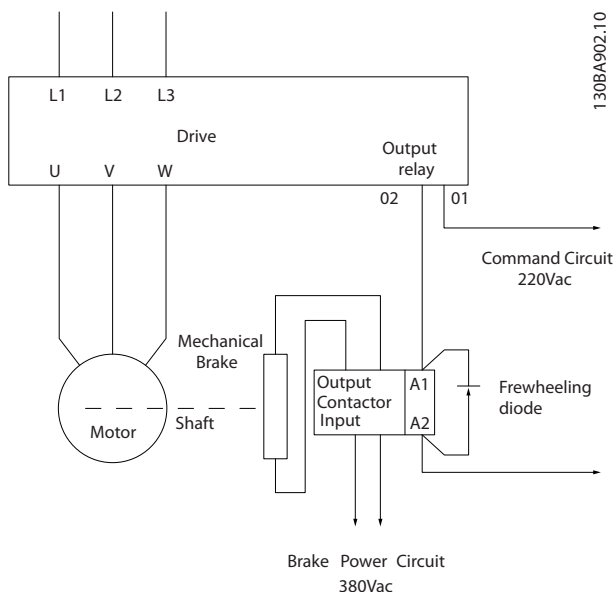 130BA902.10
L1 L2 L3
Drive
Output
relay
U V W
02 01
Command Circuit
220Vac
Mechanical
Brake
Output
Contactor
Input
A1
A2
Frewheeling
diode
Shaft
Motor
Brake Power Circuit
380Vac